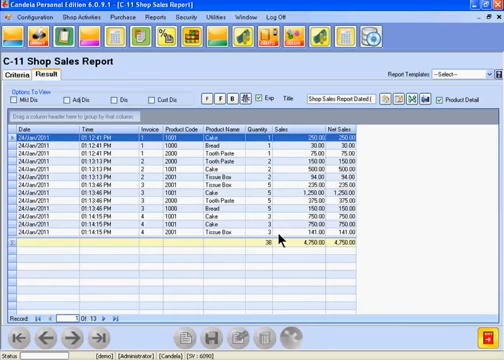 Candela Personal Edition 6.0.9.1 - [C-11 Shop Sales Report]
Configuration Shop Activities Purchase Reports Security Window Log Off
C-11 Shop Sales Report
Criteria Result Report Templates --Select--
Options To View
Mkt Dis Adj Dis Dis Cust Dis F F B Exp Title Shop Sales Report Dated ( Product Detail
Drag a column header here to group by that column
Date Time Invoice Product Code Product Name Quantity Sales Net Sales
24/Jan/2011 01:12:41 PM 1 1001 Cake 1 250.00 250.00
24/Jan/2011 01:12:41 PM 1 1000 Bread 1 30.00 30.00
24/Jan/2011 01:12:41 PM 1 2000 Tooth Paste 1 75.00 75.00
24/Jan/2011 01:13:13 PM 2 2000 Tooth Paste 2 150.00 150.00
24/Jan/2011 01:13:13 PM 2 1001 Cake 2 500.00 500.00
24/Jan/2011 01:13:13 PM 2 2001 Tissue Box 2 94.00 94.00
24/Jan/2011 01:13:46 PM 3 2001 Tissue Box 5 235.00 235.00
24/Jan/2011 01:13:46 PM 3 1001 Cake 5 1,250.00 1,250.00
24/Jan/2011 01:13:46 PM 3 2000 Tooth Paste 5 375.00 375.00
24/Jan/2011 01:13:46 PM 3 1000 Bread 5 150.00 150.00
24/Jan/2011 01:14:15 PM 4 1001 Cake 3 750.00 750.00
24/Jan/2011 01:14:15 PM 4 1001 Cake 3 750.00 750.00
24/Jan/2011 01:14:15 PM 4 2001 Tissue Box 3 141.00 141.00
38 4,750.00 4,750.00
Record: 1 Of 13
Status [demo] [Administrator] [Candela] [SV : 6090]